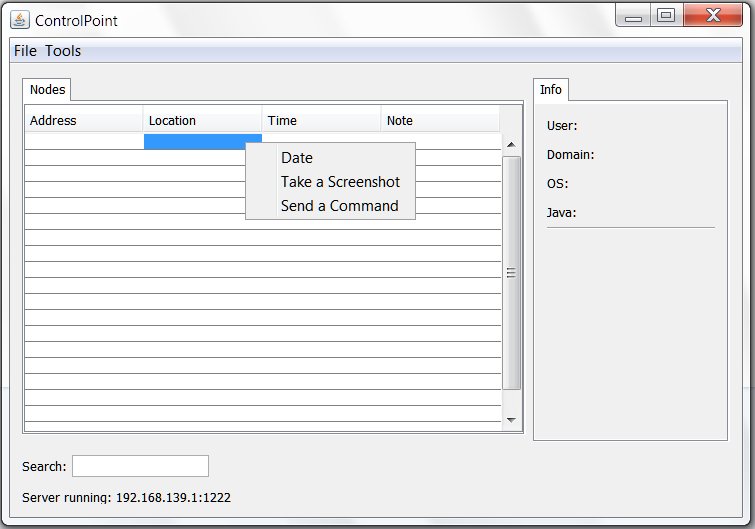 ControlPoint
File Tools
Nodes
Info
Address Location Time Note
User:
Domain:
OS:
Java:
Date
Take a Screenshot
Send a Command
Search:
Server running: 192.168.139.1:1222